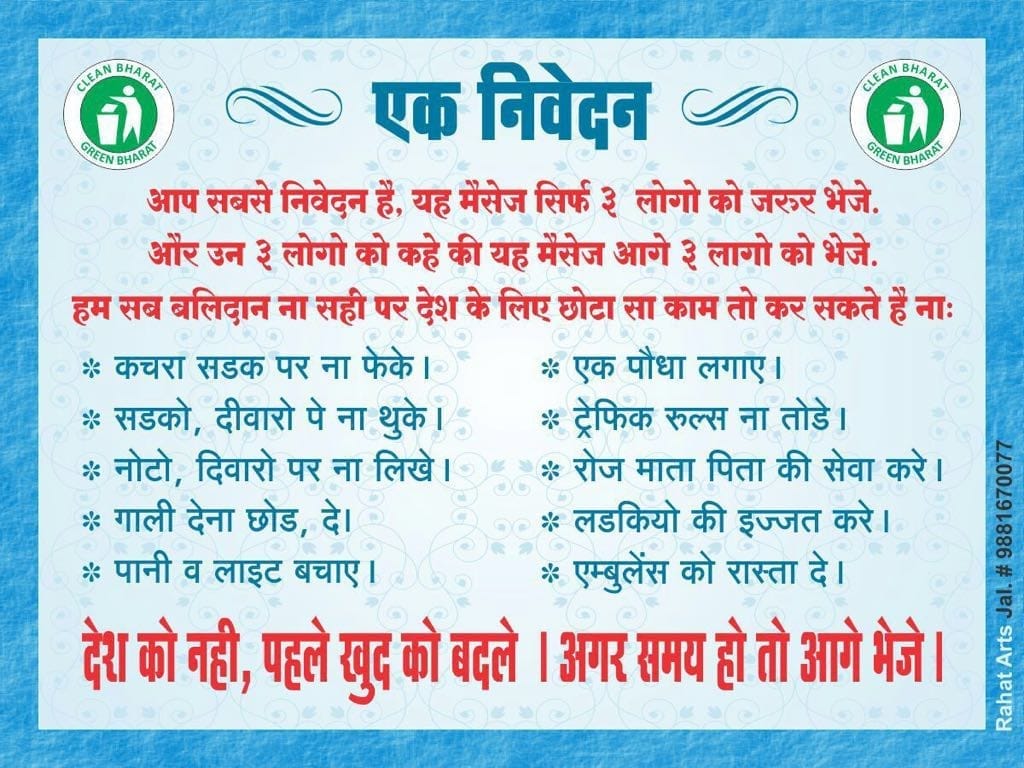 CLEAN BHARAT
GREEN BHARAT
एक निवेदन
CLEAN BHARAT
GREEN BHARAT
आप सबसे निवेदन है, यह मैसेज सिर्फ ३ लोगो को जरुर भेजे.
और उन ३ लोगो को कहे की यह मैसेज आगे ३ लागो को भेजे.
हम सब बलिदान ना सही पर देश के लिए छोटा सा काम तो कर सकते है नाः
* कचरा सडक पर ना फेके।
* सडको, दीवारो पे ना थुके।
* नोटो, दिवारो पर ना लिखे।
* गाली देना छोड, दे।
* पानी व लाइट बचाए।
* एक पौधा लगाए।
* ट्रेफिक रुल्स ना तोडे।
* रोज माता पिता की सेवा करे।
* लडकियो की इज्जत करे।
* एम्बुलेंस को रास्ता दे।
देश को नही, पहले खुद को बदले । अगर समय हो तो आगे भेजे।
Rahat Arts Jal. # 9881670077